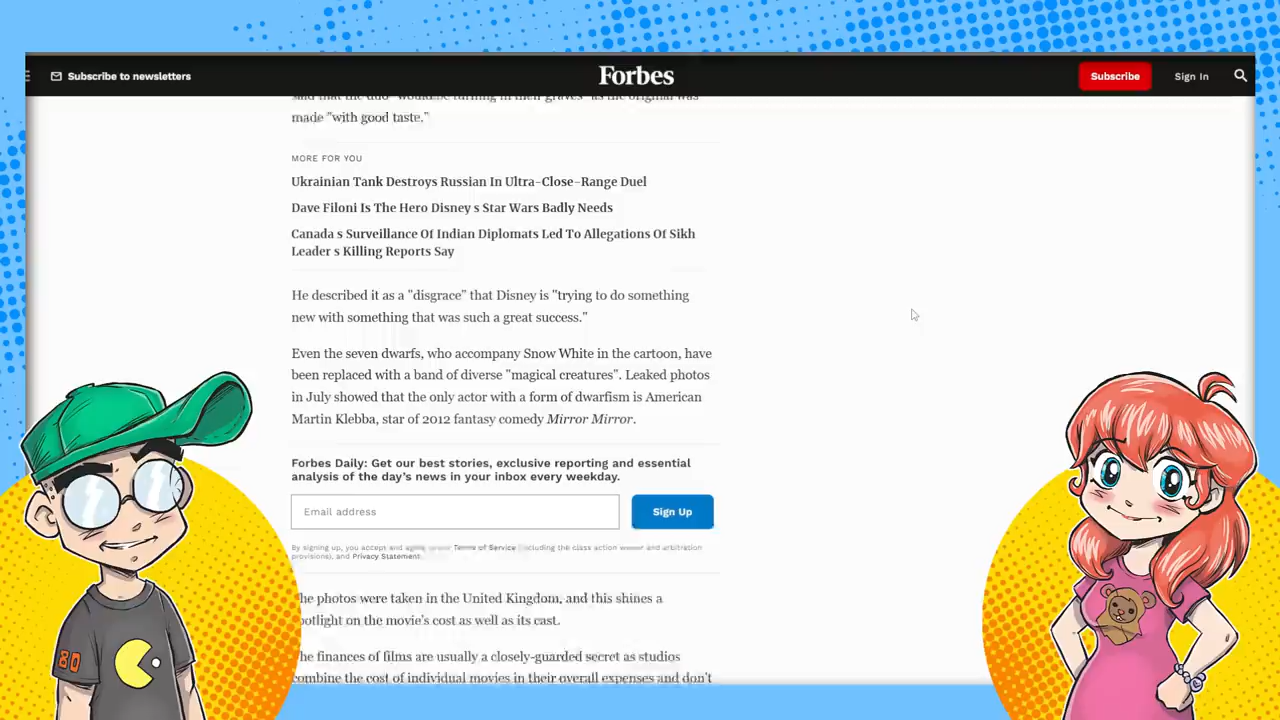 Subscribe to newsletters
Forbes
Subscribe
Sign In
said that the duo "would be turning in their graves" as the original was
made "with good taste."
MORE FOR YOU
Ukrainian Tank Destroys Russian In Ultra-Close-Range Duel
Dave Filoni Is The Hero Disney s Star Wars Badly Needs
Canada s Surveillance Of Indian Diplomats Led To Allegations Of Sikh
Leader s Killing Reports Say
He described it as a "disgrace" that Disney is "trying to do something
new with something that was such a great success."
Even the seven dwarfs, who accompany Snow White in the cartoon, have
been replaced with a band of diverse "magical creatures". Leaked photos
in July showed that the only actor with a form of dwarfism is American
Martin Klebba, star of 2012 fantasy comedy Mirror Mirror.
Forbes Daily: Get our best stories, exclusive reporting and essential
analysis of the day's news in your inbox every weekday.
Email address
Sign Up
By signing up, you accept and Terms of Service including the class action and arbitration
provisions), and Privacy Statement.
he photos were taken in the United Kingdom, and this shines a
potlight on the movie's cost as well as its cast.
he finances of films are usually a closely-guarded secret as studios
combine the cost of individual movies in their overall expenses and don't
80